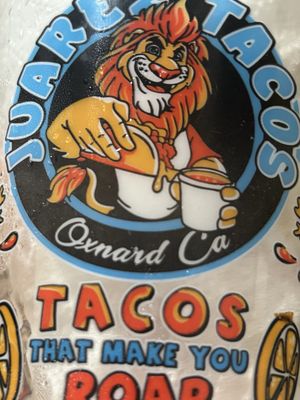 JUAREZ TACOS
Oxnard Ca
TACOS
THAT MAKE YOU
ROAR